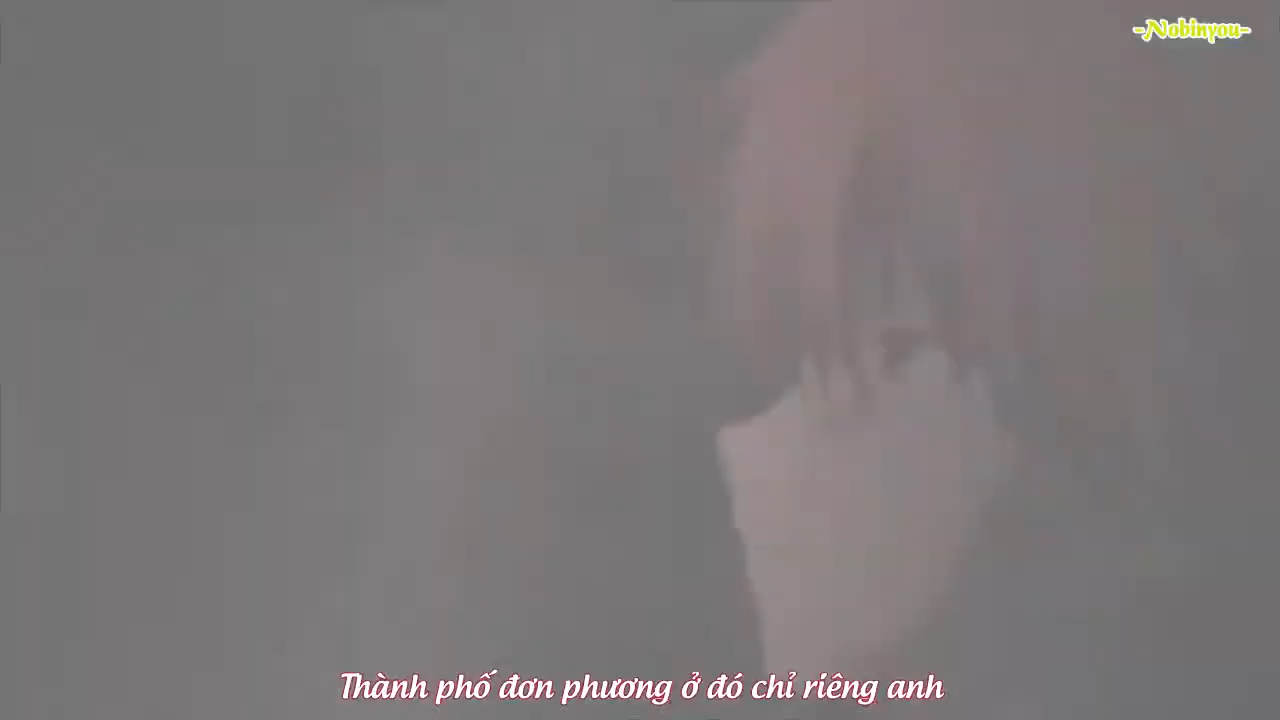 -Nobinyou-
Thành phố đơn phương ở đó chỉ riêng anh